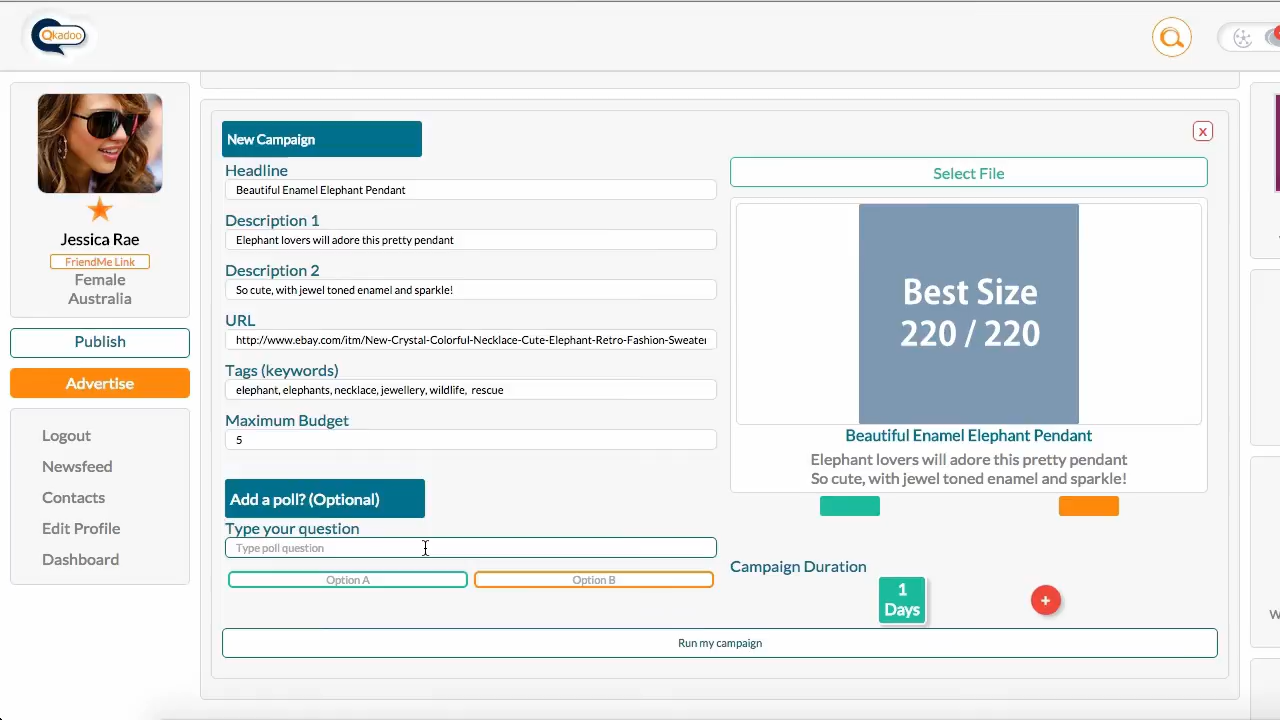 Qkadoo
Jessica Rae
FriendMe Link
Female
Australia
Publish
Advertise
Logout
Newsfeed
Contacts
Edit Profile
Dashboard
New Campaign
x
Headline
Beautiful Enamel Elephant Pendant
Description 1
Elephant lovers will adore this pretty pendant
Description 2
So cute, with jewel toned enamel and sparkle!
URL
http://www.ebay.com/itm/New-Crystal-Colorful-Necklace-Cute-Elephant-Retro-Fashion-Sweater
Tags (keywords)
elephant, elephants, necklace, jewellery, wildlife, rescue
Maximum Budget
5
Add a poll? (Optional)
Type your question
Type poll question
Option A
Option B
Select File
Best Size
220 / 220
Beautiful Enamel Elephant Pendant
Elephant lovers will adore this pretty pendant
So cute, with jewel toned enamel and sparkle!
Campaign Duration
1
Days
+
Run my campaign